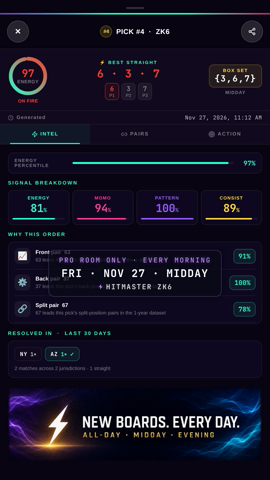 #4 PICK #4 · ZK6
97
ENERGY
ON FIRE
⚡ BEST STRAIGHT
6 · 3 · 7
6 P1 3 P2 7 P3
BOX SET
{3,6,7}
MIDDAY
Generated
Nov 27, 2026, 11:12 AM
INTEL
PAIRS
ACTION
ENERGY PERCENTILE
97%
SIGNAL BREAKDOWN
ENERGY
81%
MOMO
94%
PATTERN
100%
CONSIST
89%
WHY THIS ORDER
Front pair 63
91%
PRO ROOM ONLY · EVERY MORNING
FRI · NOV 27 · MIDDAY
⚡ HITMASTER ZK6
Back
100%
Split pair 67
67 leads this pick's split-position pair in the 1-year dataset
78%
RESOLVED IN · LAST 30 DAYS
NY 1×
AZ 1× ✓
2 matches across 2 jurisdictions · 1 straight
NEW BOARDS. EVERY DAY.
ALL-DAY · MIDDAY · EVENING